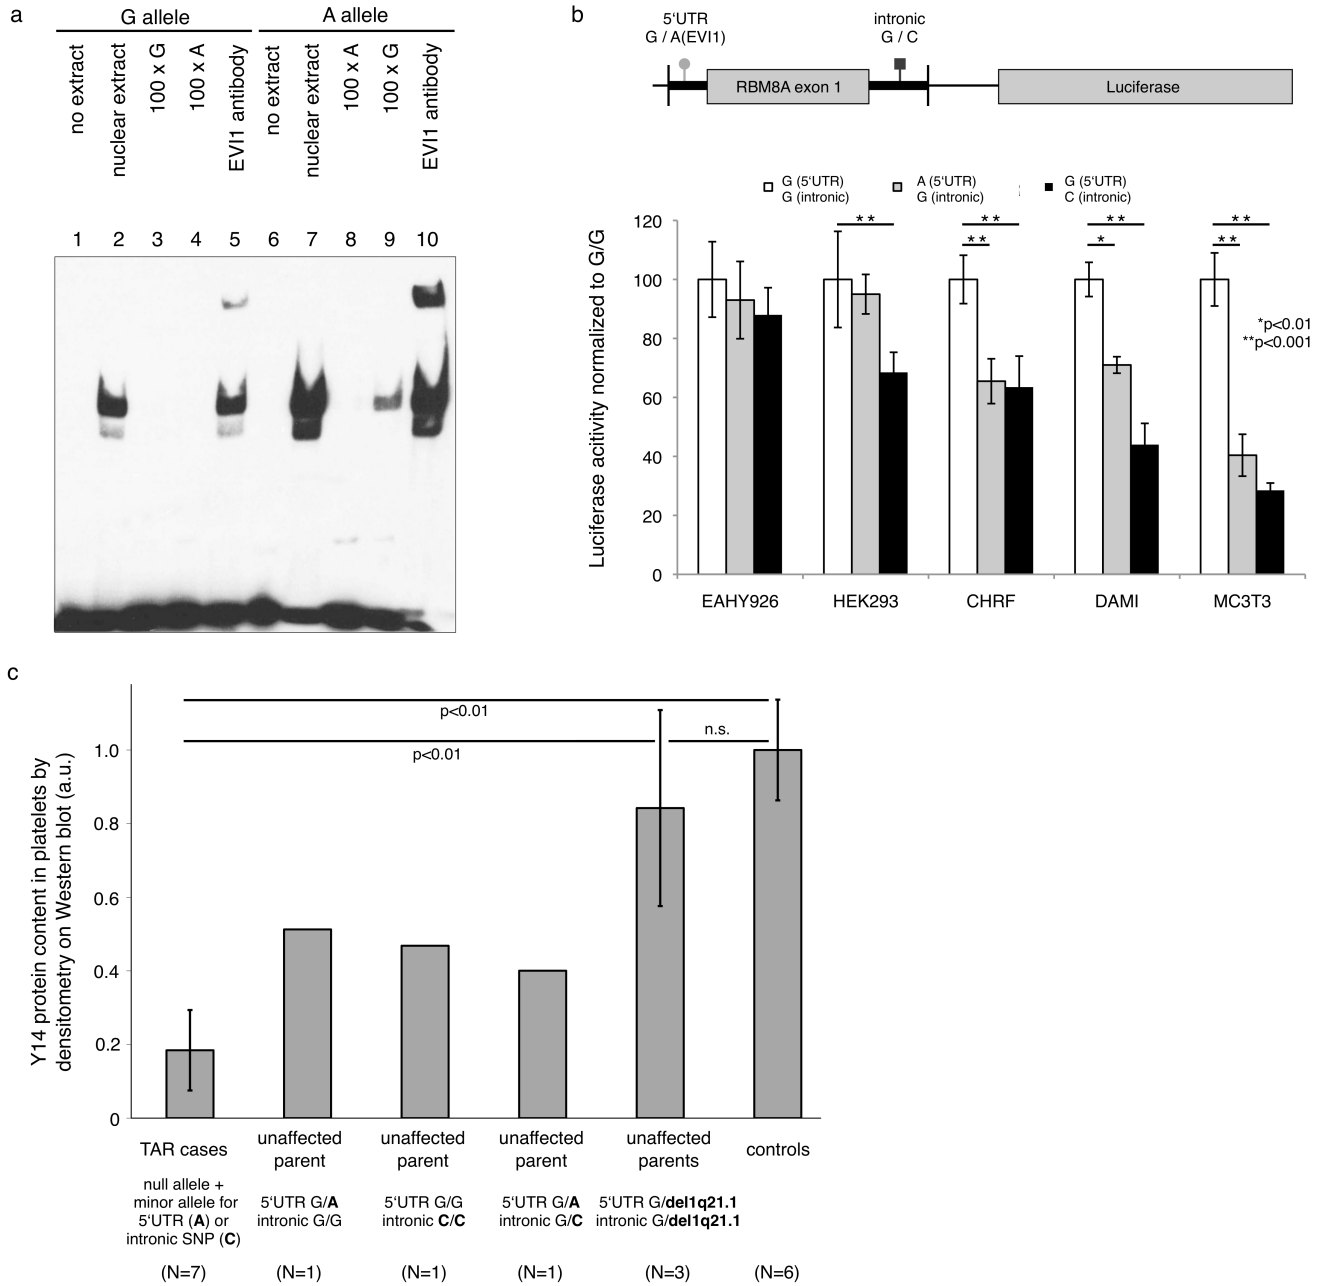 a
G allele
A allele
no extract
nuclear extract
100 x G
100 x A
EVI1 antibody
no extract
nuclear extract
100 x A
100 x G
EVI1 antibody
1 2 3 4 5 6 7 8 9 10
b
5‘UTR
G / A(EVI1)
intronic
G / C
RBM8A exon 1
Luciferase
G (5‘UTR)
G (intronic)
A (5‘UTR)
G (intronic)
G (5‘UTR)
C (intronic)
Luciferase acitivity normalized to G/G
120
100
80
60
40
20
0
**
**
**
**
*
**
**
*p<0.01
**p<0.001
EAHY926
HEK293
CHRF
DAMI
MC3T3
c
Y14 protein content in platelets by
densitometry on Western blot (a.u.)
1.0
0.8
0.6
0.4
0.2
0
p<0.01
p<0.01
n.s.
TAR cases
null allele +
minor allele for
5‘UTR (A) or
intronic SNP (C)
(N=7)
unaffected
parent
5‘UTR G/A
intronic G/G
(N=1)
unaffected
parent
5‘UTR G/G
intronic C/C
(N=1)
unaffected
parent
5‘UTR G/A
intronic G/C
(N=1)
unaffected
parents
5‘UTR G/del1q21.1
intronic G/del1q21.1
(N=3)
controls
(N=6)